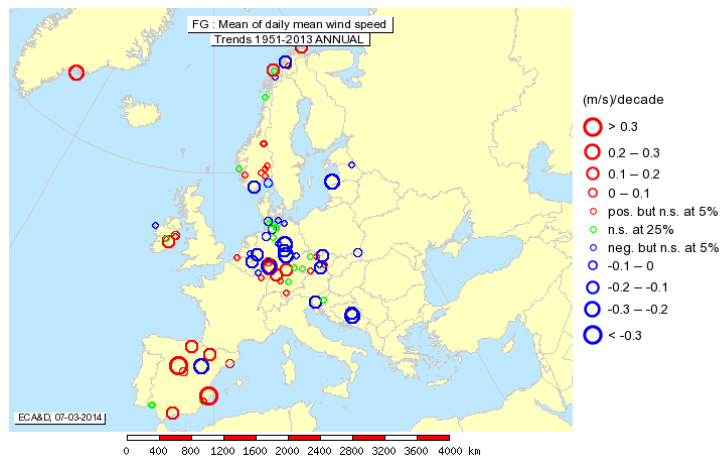 FG : Mean of daily mean wind speed
Trends 1951-2013 ANNUAL
(m/s)/decade
> 0.3
0.2 – 0.3
0.1 – 0.2
0 – 0.1
pos. but n.s. at 5%
n.s. at 25%
neg. but n.s. at 5%
-0.1 – 0
-0.2 – -0.1
-0.3 – -0.2
< -0.3
ECA&D, 07-03-2014
0 400 800 1200 1600 2000 2400 2800 3200 3600 4000 km